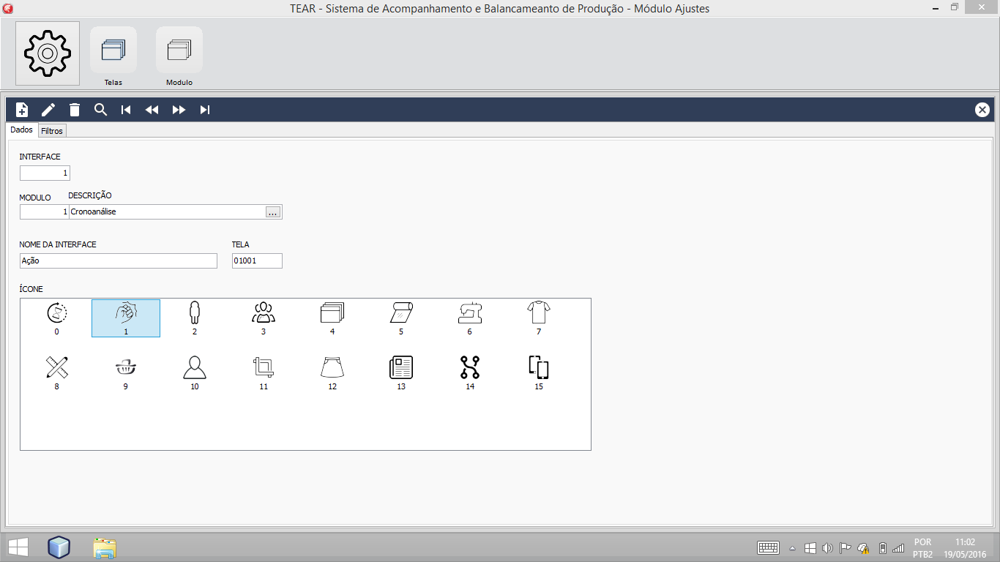 TEAR - Sistema de Acompanhamento e Balancameanto de Produção - Módulo Ajustes
Telas Modulo
Dados Filtros
INTERFACE
1
MODULO DESCRIÇÃO
1 Cronoanálise ...
NOME DA INTERFACE TELA
Ação 01001
ÍCONE
0 1 2 3 4 5 6 7
8 9 10 11 12 13 14 15
POR 11:02
PTB2 19/05/2016